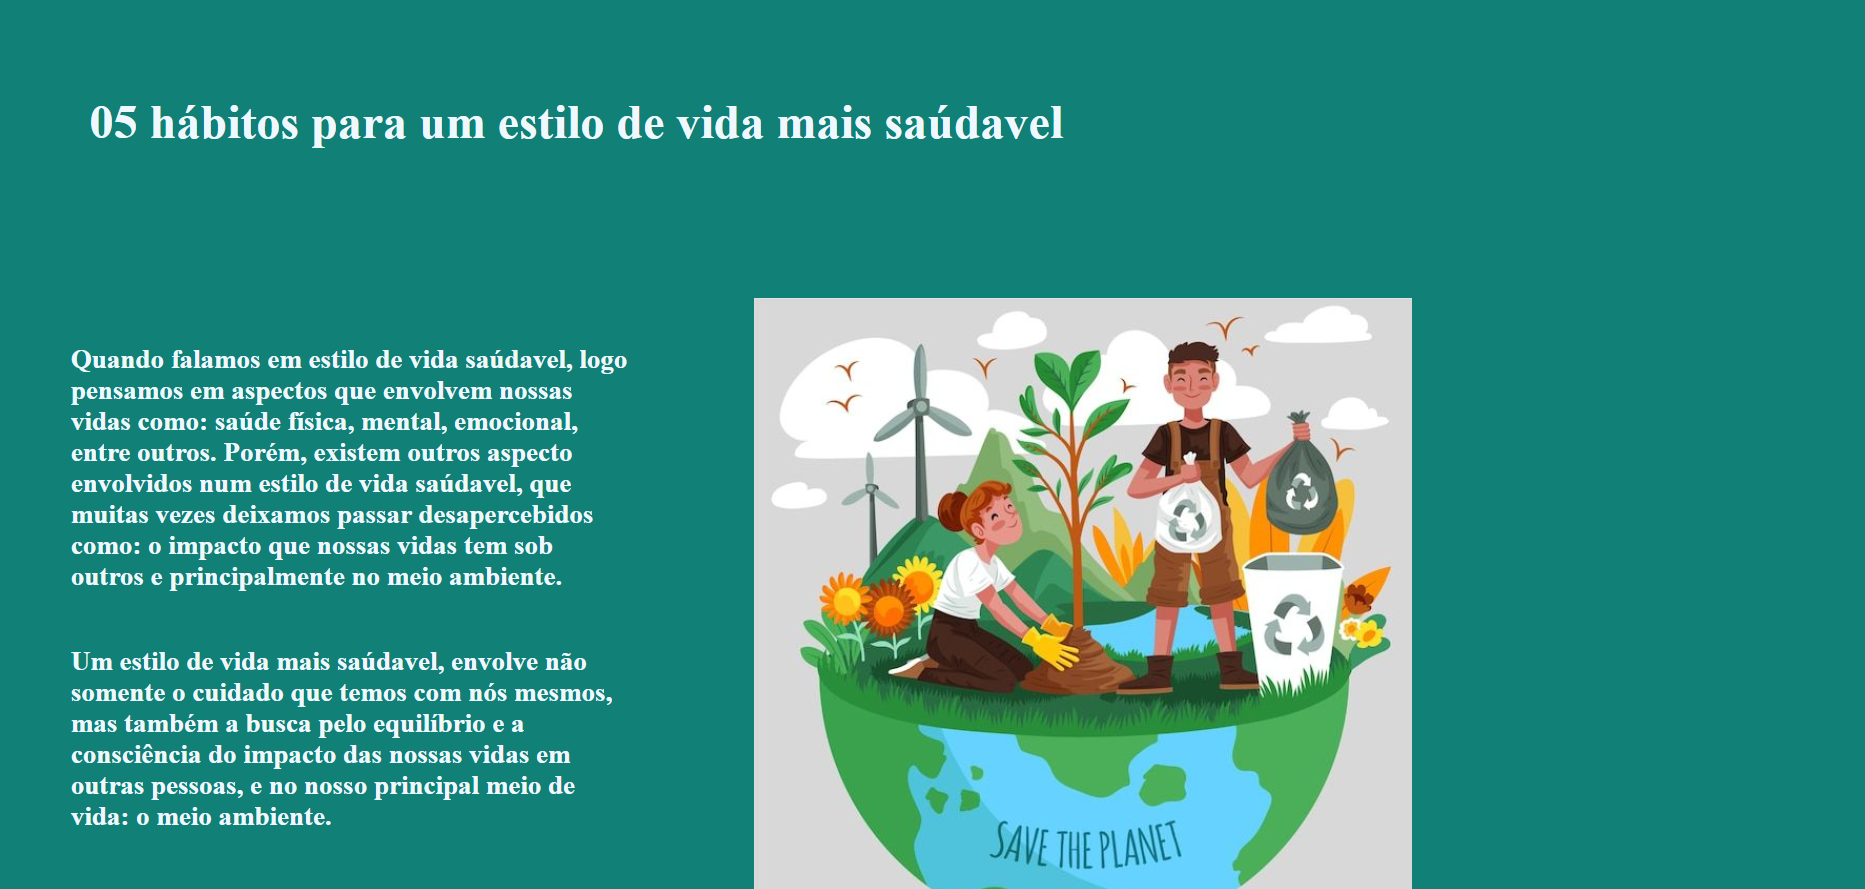 05 hábitos para um estilo de vida mais saúdavel
Quando falamos em estilo de vida saúdavel, logo
pensamos em aspectos que envolvem nossas
vidas como: saúde física, mental, emocional,
entre outros. Porém, existem outros aspecto
envolvidos num estilo de vida saúdavel, que
muitas vezes deixamos passar desapercebidos
como: o impacto que nossas vidas tem sob
outros e principalmente no meio ambiente.
Um estilo de vida mais saúdavel, envolve não
somente o cuidado que temos com nós mesmos,
mas também a busca pelo equilíbrio e a
consciência do impacto das nossas vidas em
outras pessoas, e no nosso principal meio de
vida: o meio ambiente.
SAVE THE PLANET